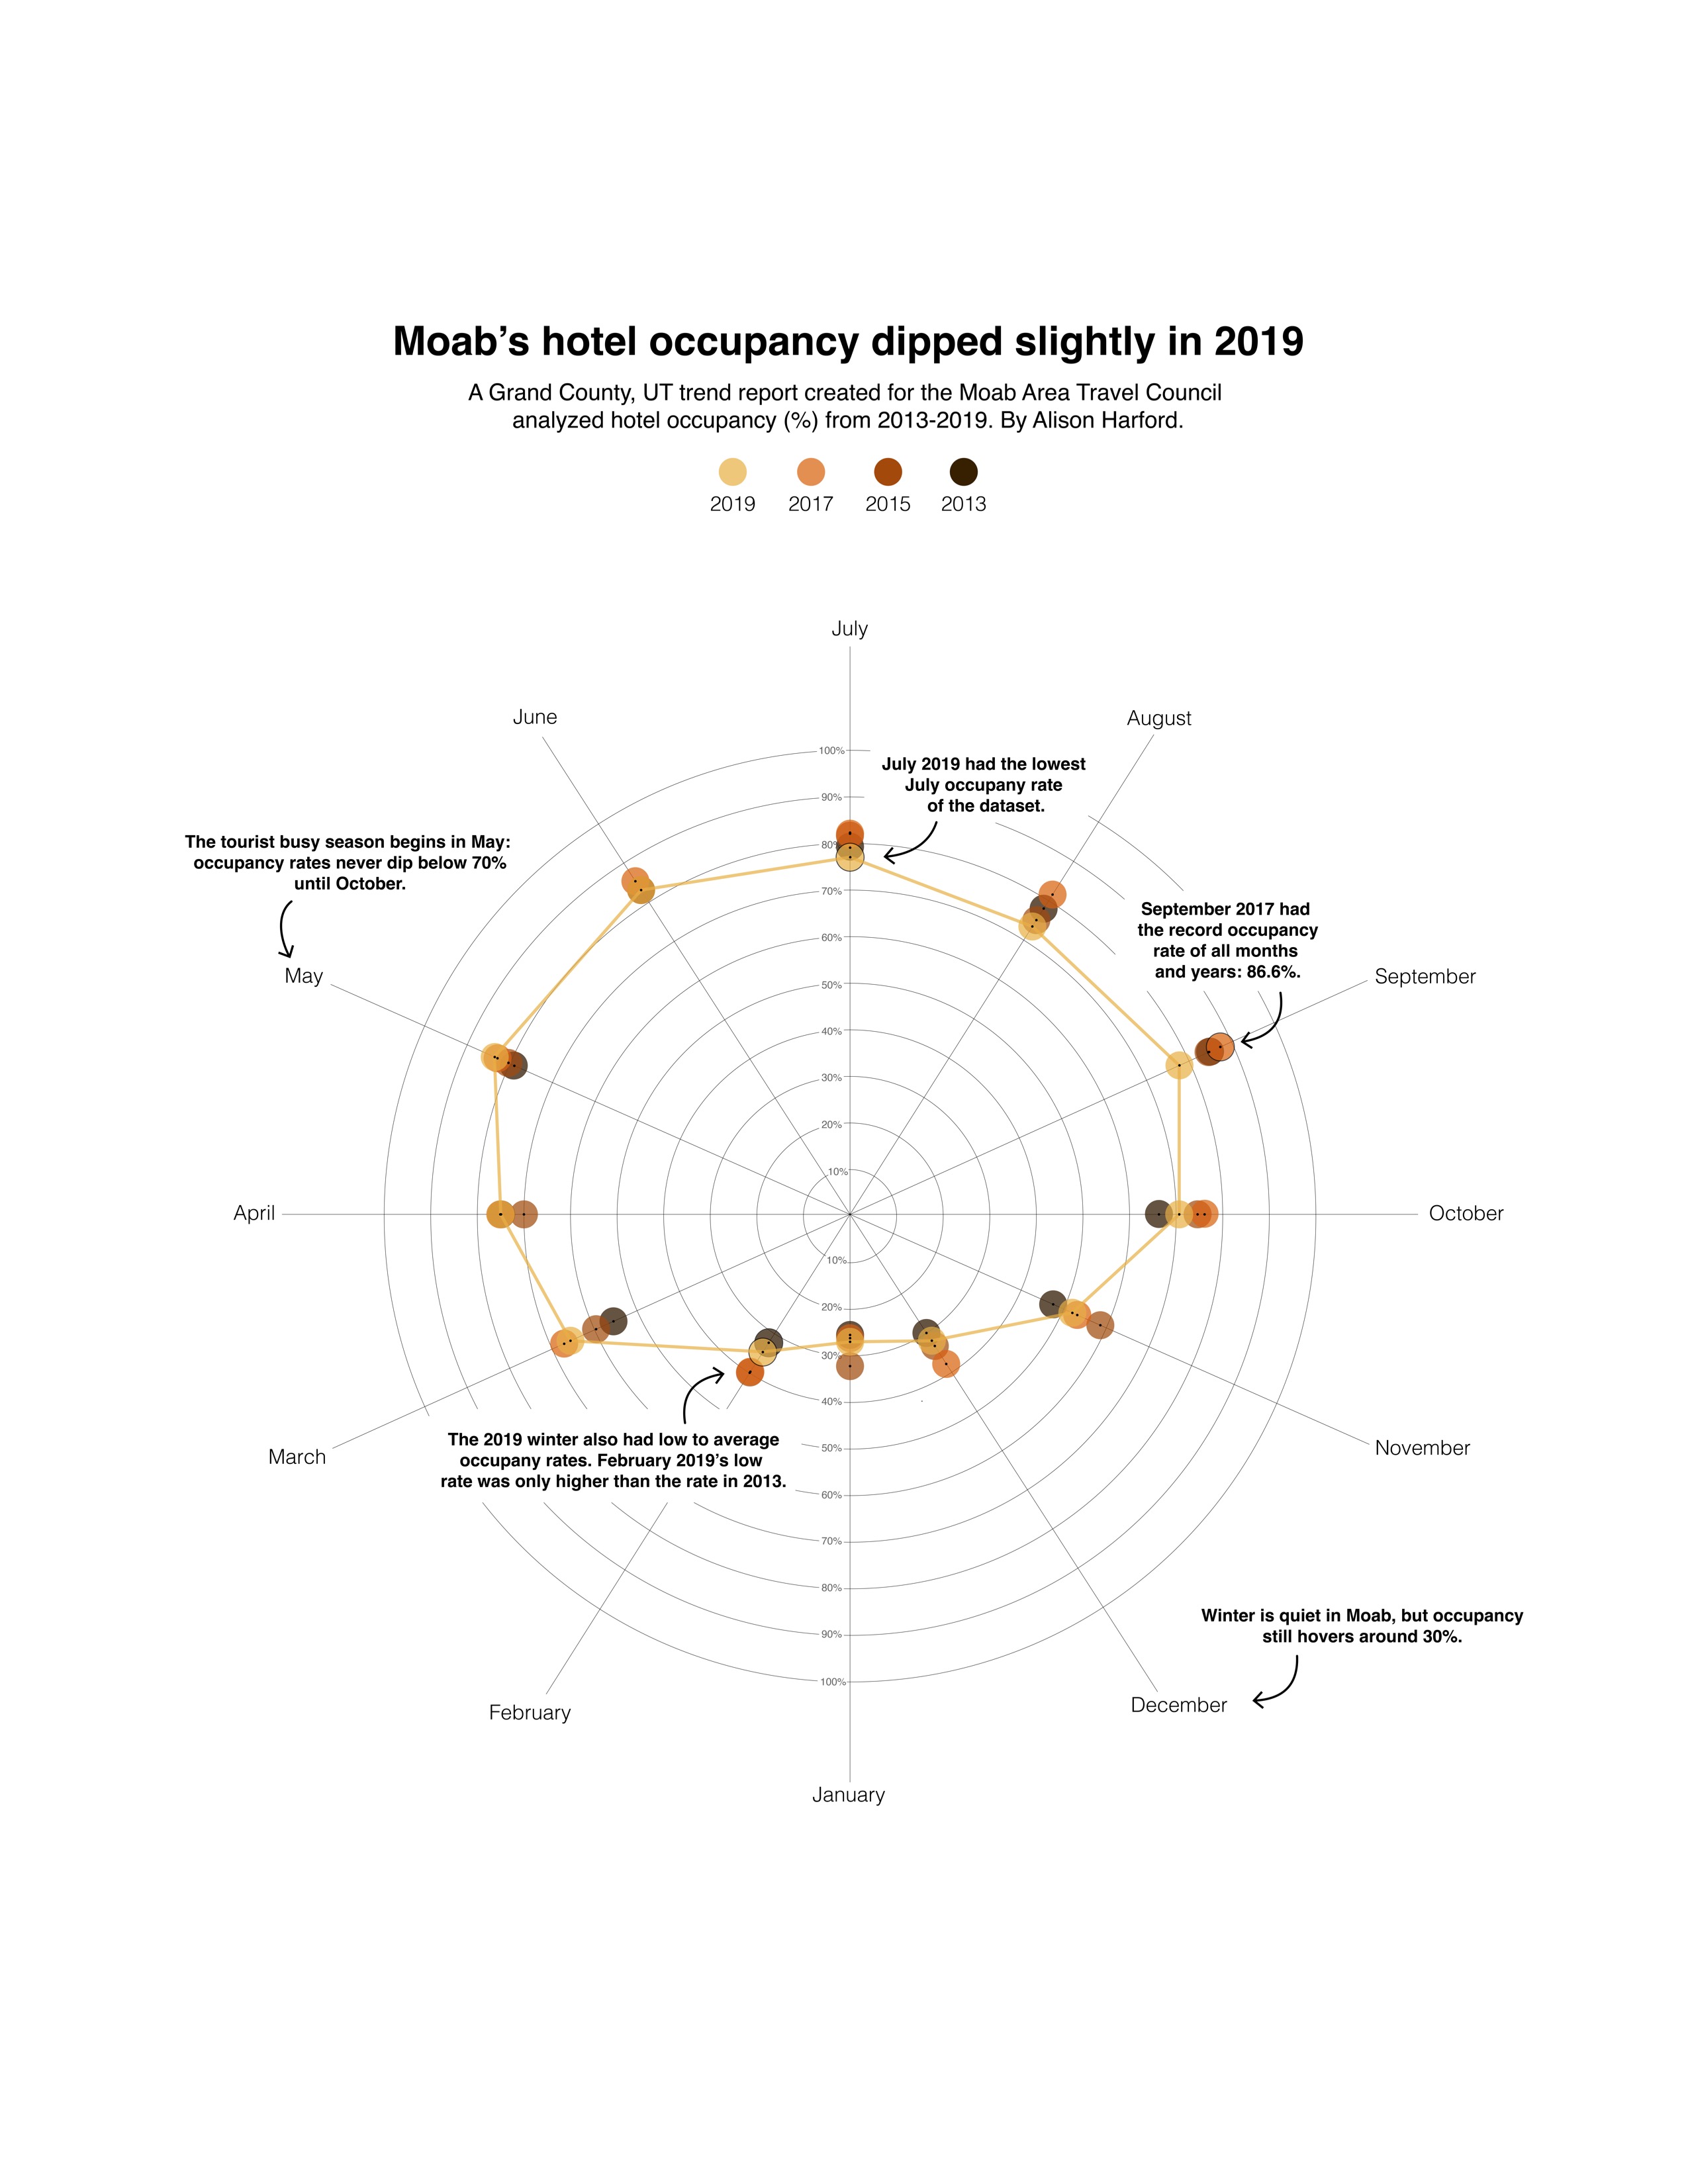 Moab’s hotel occupancy dipped slightly in 2019
A Grand County, UT trend report created for the Moab Area Travel Council
analyzed hotel occupancy (%) from 2013-2019. By Alison Harford.
2019 2017 2015 2013
July
June
August
100%
July 2019 had the lowest
July occupany rate
of the dataset.
90%
The tourist busy season begins in May:
occupancy rates never dip below 70%
until October.
80%
70%
September 2017 had
the record occupancy
rate of all months
and years: 86.6%.
60%
May
September
50%
40%
30%
20%
10%
April
October
10%
20%
30%
40%
50%
60%
70%
80%
90%
100%
March
November
The 2019 winter also had low to average
occupany rates. February 2019’s low
rate was only higher than the rate in 2013.
Winter is quiet in Moab, but occupancy
still hovers around 30%.
February
December
January